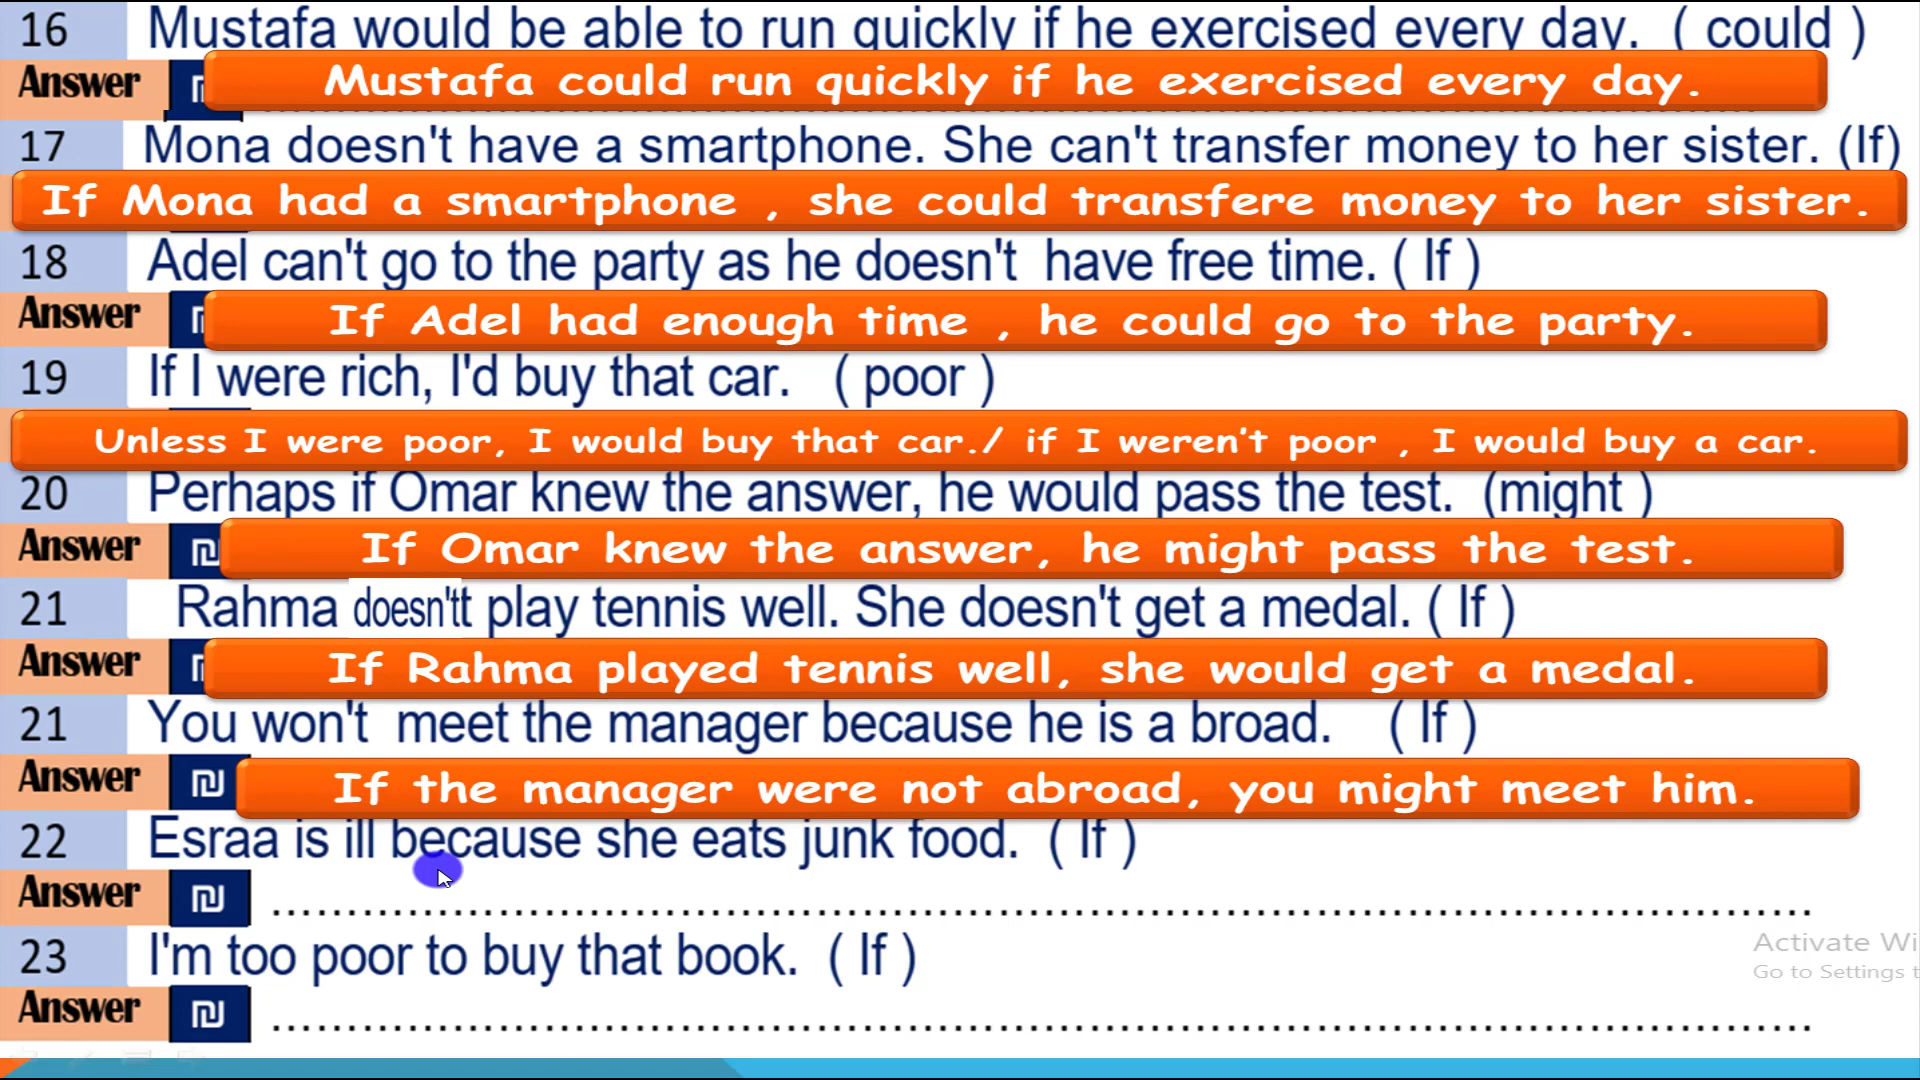 16 Mustafa would be able to run quickly if he exercised every day. ( could )
Answer Mustafa could run quickly if he exercised every day.
17 Mona doesn't have a smartphone. She can't transfer money to her sister. (If)
If Mona had a smartphone , she could transfere money to her sister.
18 Adel can't go to the party as he doesn't have free time. ( If )
Answer If Adel had enough time , he could go to the party.
19 If I were rich, I'd buy that car. ( poor )
Unless I were poor, I would buy that car./ if I weren't poor , I would buy a car.
20 Perhaps if Omar knew the answer, he would pass the test. (might )
Answer ₪ If Omar knew the answer, he might pass the test.
21 Rahma doesn'tt play tennis well. She doesn't get a medal. ( If )
Answer If Rahma played tennis well, she would get a medal.
21 You won't meet the manager because he is a broad. ( If )
Answer ₪ If the manager were not abroad, you might meet him.
22 Esraa is ill because she eats junk food. ( If )
Answer ₪ ........................................................................
23 I'm too poor to buy that book. ( If )
Answer ₪ ........................................................................
Activate Wi
Go to Settings t